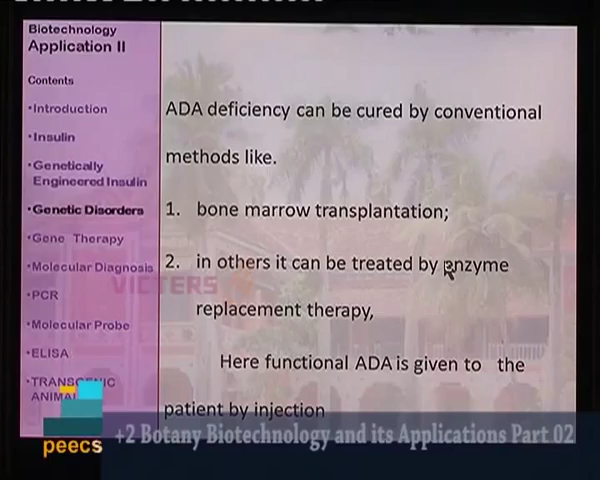 Biotechnology
Application II
Contents
•Introduction
•Insulin
•Genetically
Engineered Insulin
•Genetic Disorders
•Gene Therapy
•Molecular Diagnosis
•PCR
•Molecular Probe
•ELISA
•TRANSGENIC
ANIMAL
ADA deficiency can be cured by conventional
methods like.
1. bone marrow transplantation;
2. in others it can be treated by enzyme
replacement therapy,
Here functional ADA is given to the
patient by injection
VICTERS
peecs
+2 Botany Biotechnology and its Applications Part 02